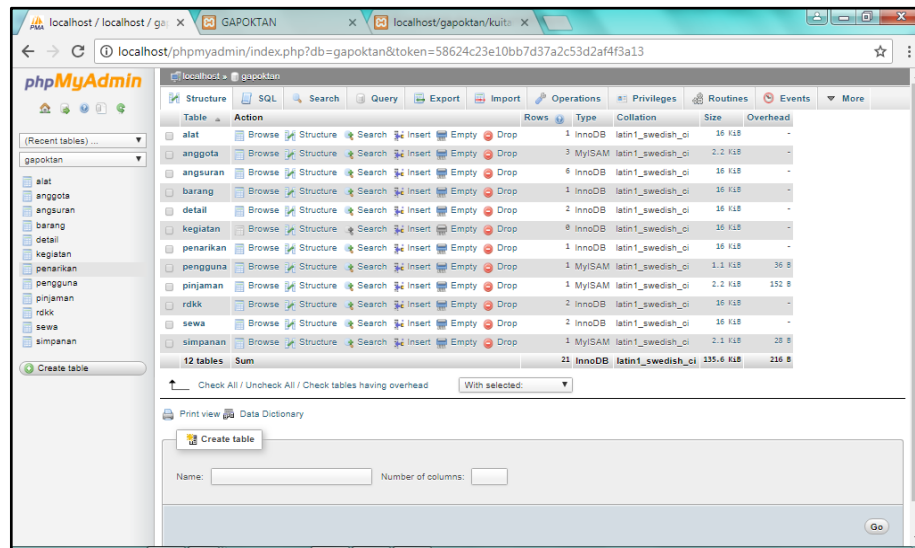 localhost / localhost / ga
GAPOKTAN
localhost/gapoktan/kuita
localhost/phpmyadmin/index.php?db=gapoktan&token=58624c23e10bb7d37a2c53d2af4f3a13
phpMyAdmin
(Recent tables) ...
gapoktan
alat
anggota
angsuran
barang
detail
kegiatan
penarikan
pengguna
pinjaman
rdkk
sewa
simpanan
Create table
localhost » gapoktan
Structure SQL Search Query Export Import Operations Privileges Routines Events More
Table Action Rows Type Collation Size Overhead
alat Browse Structure Search Insert Empty Drop 1 InnoDB latin1_swedish_ci 16 KiB -
anggota Browse Structure Search Insert Empty Drop 3 MyISAM latin1_swedish_ci 2.2 KiB -
angsuran Browse Structure Search Insert Empty Drop 6 InnoDB latin1_swedish_ci 16 KiB -
barang Browse Structure Search Insert Empty Drop 1 InnoDB latin1_swedish_ci 16 KiB -
detail Browse Structure Search Insert Empty Drop 2 InnoDB latin1_swedish_ci 16 KiB -
kegiatan Browse Structure Search Insert Empty Drop 0 InnoDB latin1_swedish_ci 16 KiB -
penarikan Browse Structure Search Insert Empty Drop 1 InnoDB latin1_swedish_ci 16 KiB -
pengguna Browse Structure Search Insert Empty Drop 1 MyISAM latin1_swedish_ci 1.1 KiB 36 B
pinjaman Browse Structure Search Insert Empty Drop 1 MyISAM latin1_swedish_ci 2.2 KiB 152 B
rdkk Browse Structure Search Insert Empty Drop 2 InnoDB latin1_swedish_ci 16 KiB -
sewa Browse Structure Search Insert Empty Drop 2 InnoDB latin1_swedish_ci 16 KiB -
simpanan Browse Structure Search Insert Empty Drop 1 MyISAM latin1_swedish_ci 2.1 KiB 28 B
12 tables Sum 21 InnoDB latin1_swedish_ci 135.6 KiB 216 B
Check All / Uncheck All / Check tables having overhead With selected:
Print view Data Dictionary
Create table
Name: Number of columns:
Go